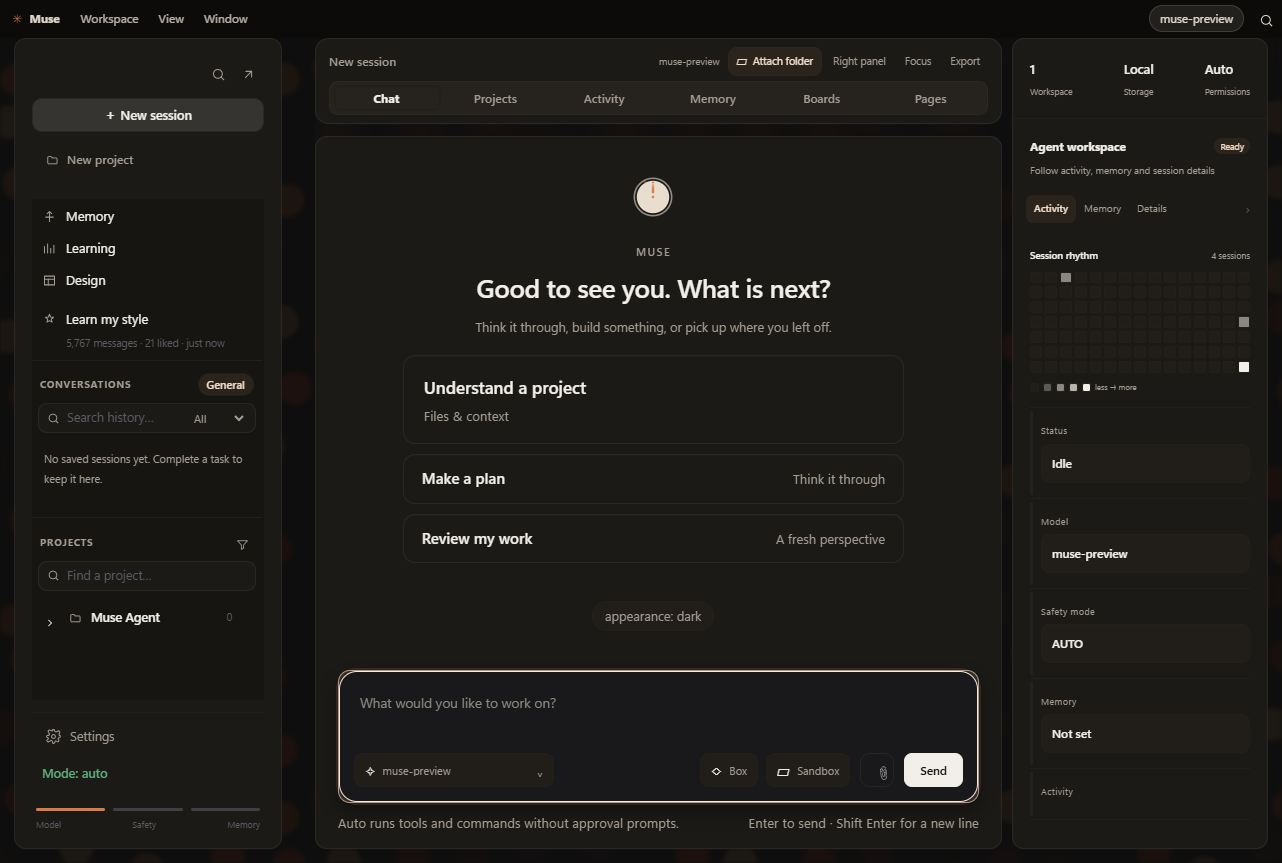 Muse Workspace View Window muse-preview
+ New session
New project
Memory
Learning
Design
Learn my style
5,767 messages · 21 liked · just now
CONVERSATIONS General
Search history... All
No saved sessions yet. Complete a task to
keep it here.
PROJECTS
Find a project...
Muse Agent 0
Settings
Mode: auto
Model Safety Memory
New session muse-preview Attach folder Right panel Focus Export
Chat Projects Activity Memory Boards Pages
MUSE
Good to see you. What is next?
Think it through, build something, or pick up where you left off.
Understand a project
Files & context
Make a plan Think it through
Review my work A fresh perspective
appearance: dark
What would you like to work on?
muse-preview Box Sandbox Send
Auto runs tools and commands without approval prompts. Enter to send · Shift Enter for a new line
1 Local Auto
Workspace Storage Permissions
Agent workspace Ready
Follow activity, memory and session details
Activity Memory Details
Session rhythm 4 sessions
less → more
Status
Idle
Model
muse-preview
Safety mode
AUTO
Memory
Not set
Activity